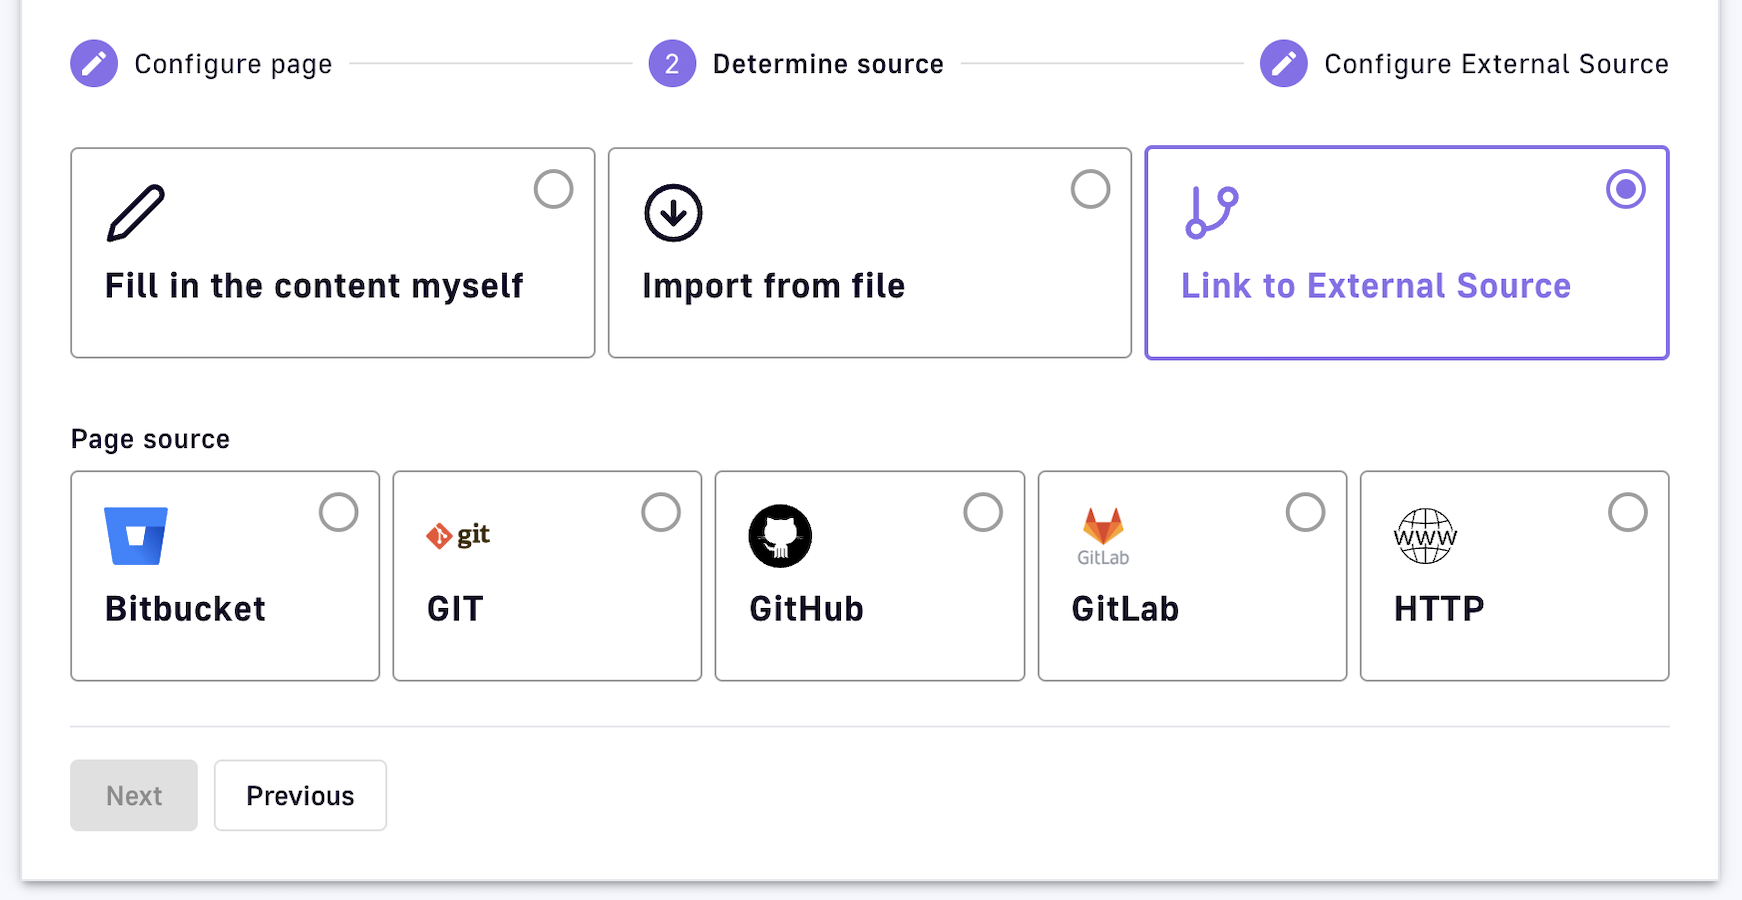 Configure page
2 Determine source
Configure External Source
Fill in the content myself
Import from file
Link to External Source
Page source
git
GitLab
WWW
Bitbucket
GIT
GitHub
GitLab
HTTP
Next
Previous